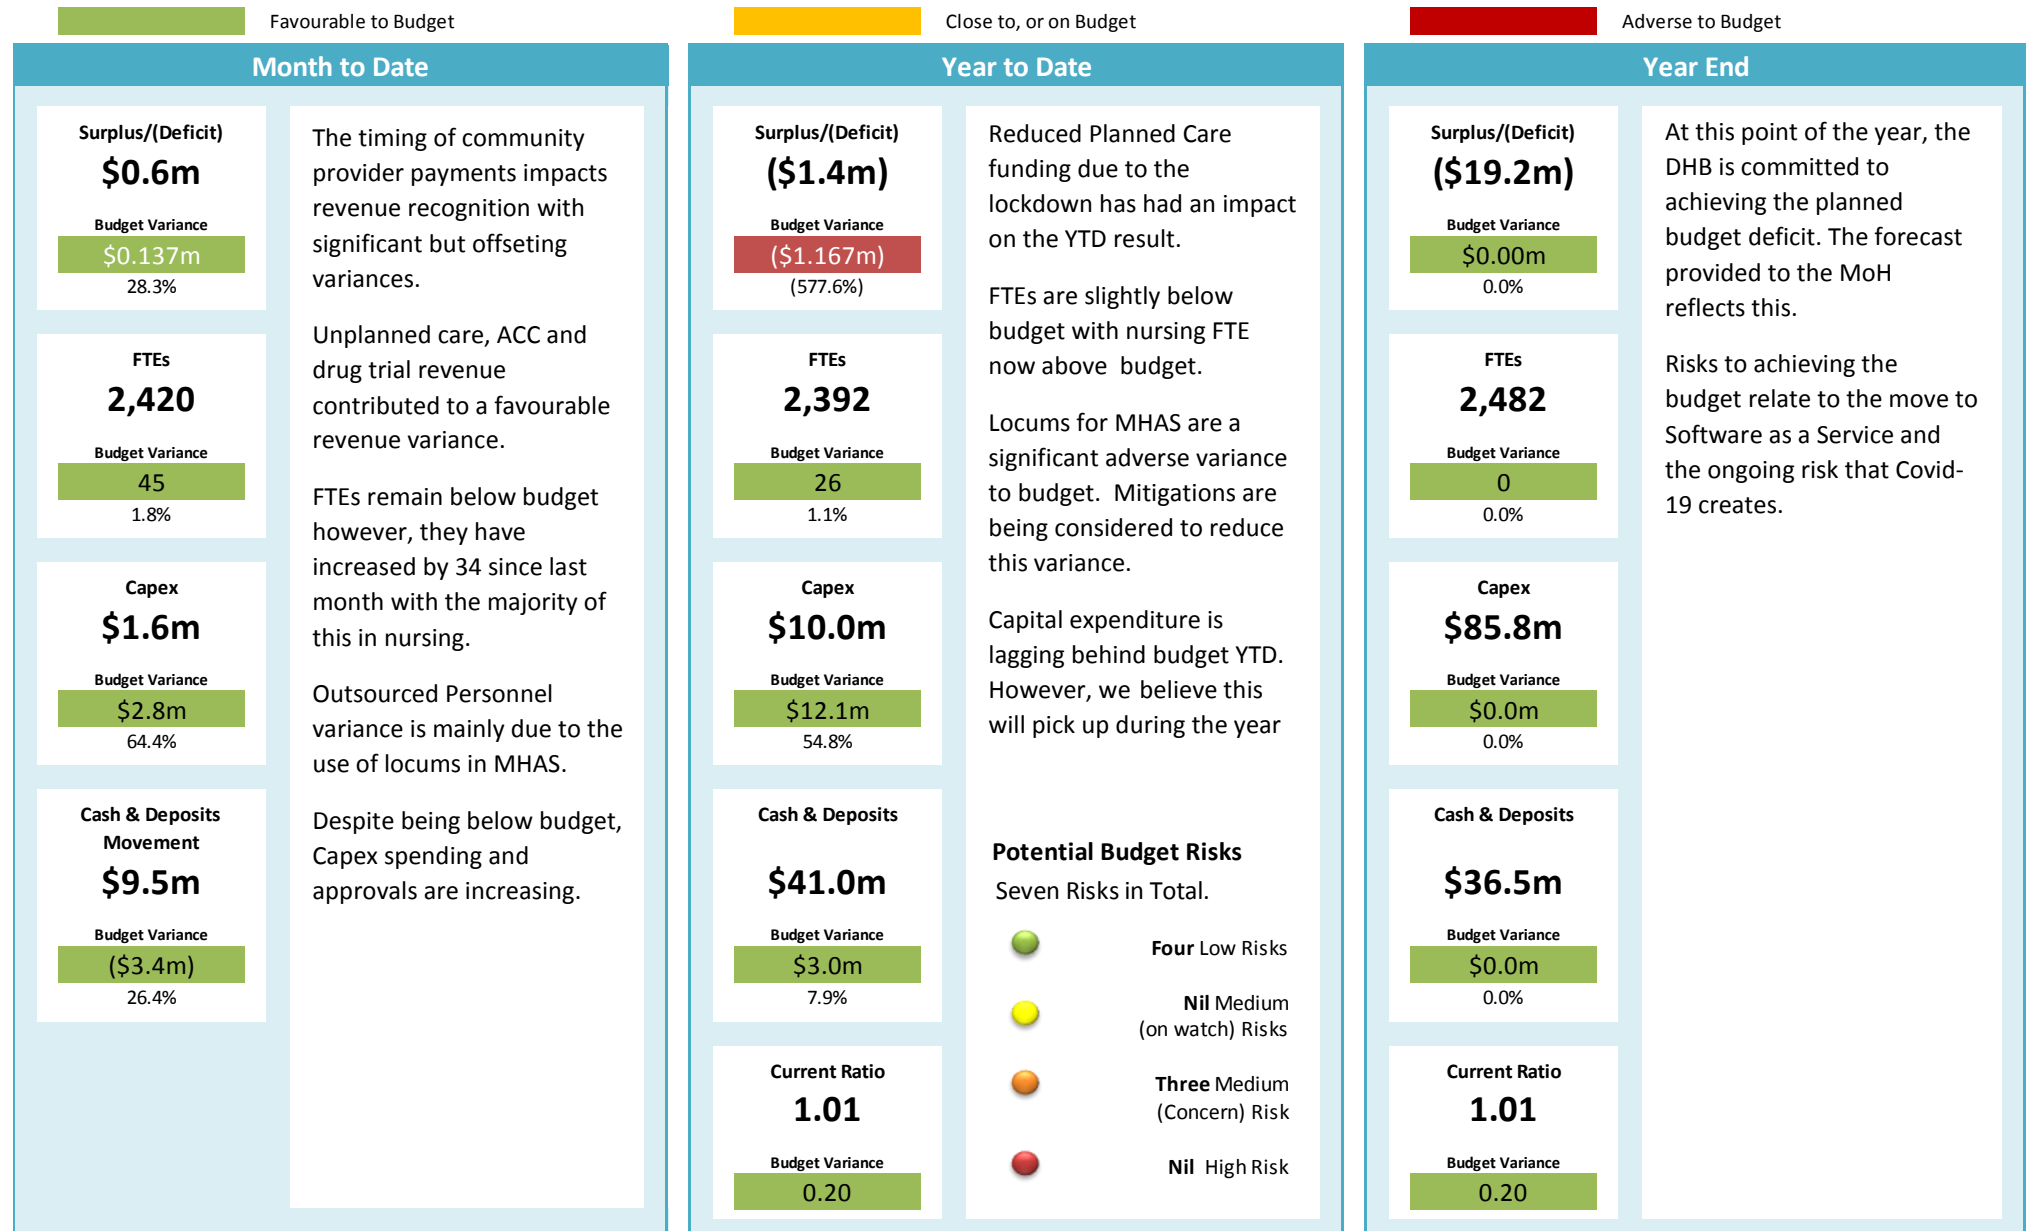 Favourable to Budget
Close to, or on Budget
Adverse to Budget
Month to Date
Surplus/(Deficit)
$0.6m
Budget Variance
$0.137m
28.3%
FTEs
2,420
Budget Variance
45
1.8%
Capex
$1.6m
Budget Variance
$2.8m
64.4%
Cash & Deposits
Movement
$9.5m
Budget Variance
($3.4m)
26.4%
The timing of community
provider payments impacts
revenue recognition with
significant but offseting
variances.
Unplanned care, ACC and
drug trial revenue
contributed to a favourable
revenue variance.
FTEs remain below budget
however, they have
increased by 34 since last
month with the majority of
this in nursing.
Outsourced Personnel
variance is mainly due to the
use of locums in MHAS.
Despite being below budget,
Capex spending and
approvals are increasing.
Year to Date
Surplus/(Deficit)
($1.4m)
Budget Variance
($1.167m)
(577.6%)
FTEs
2,392
Budget Variance
26
1.1%
Capex
$10.0m
Budget Variance
$12.1m
54.8%
Cash & Deposits
$41.0m
Budget Variance
$3.0m
7.9%
Current Ratio
1.01
Budget Variance
0.20
Reduced Planned Care
funding due to the
lockdown has had an impact
on the YTD result.
FTEs are slightly below
budget with nursing FTE
now above budget.
Locums for MHAS are a
significant adverse variance
to budget. Mitigations are
being considered to reduce
this variance.
Capital expenditure is
lagging behind budget YTD.
However, we believe this
will pick up during the year
Potential Budget Risks
Seven Risks in Total.
Four Low Risks
Nil Medium
(on watch) Risks
Three Medium
(Concern) Risk
Nil High Risk
Year End
Surplus/(Deficit)
($19.2m)
Budget Variance
$0.00m
0.0%
FTEs
2,482
Budget Variance
0
0.0%
Capex
$85.8m
Budget Variance
$0.0m
0.0%
Cash & Deposits
$36.5m
Budget Variance
$0.0m
0.0%
Current Ratio
1.01
Budget Variance
0.20
At this point of the year, the
DHB is committed to
achieving the planned
budget deficit. The forecast
provided to the MoH
reflects this.
Risks to achieving the
budget relate to the move to
Software as a Service and
the ongoing risk that Covid-
19 creates.